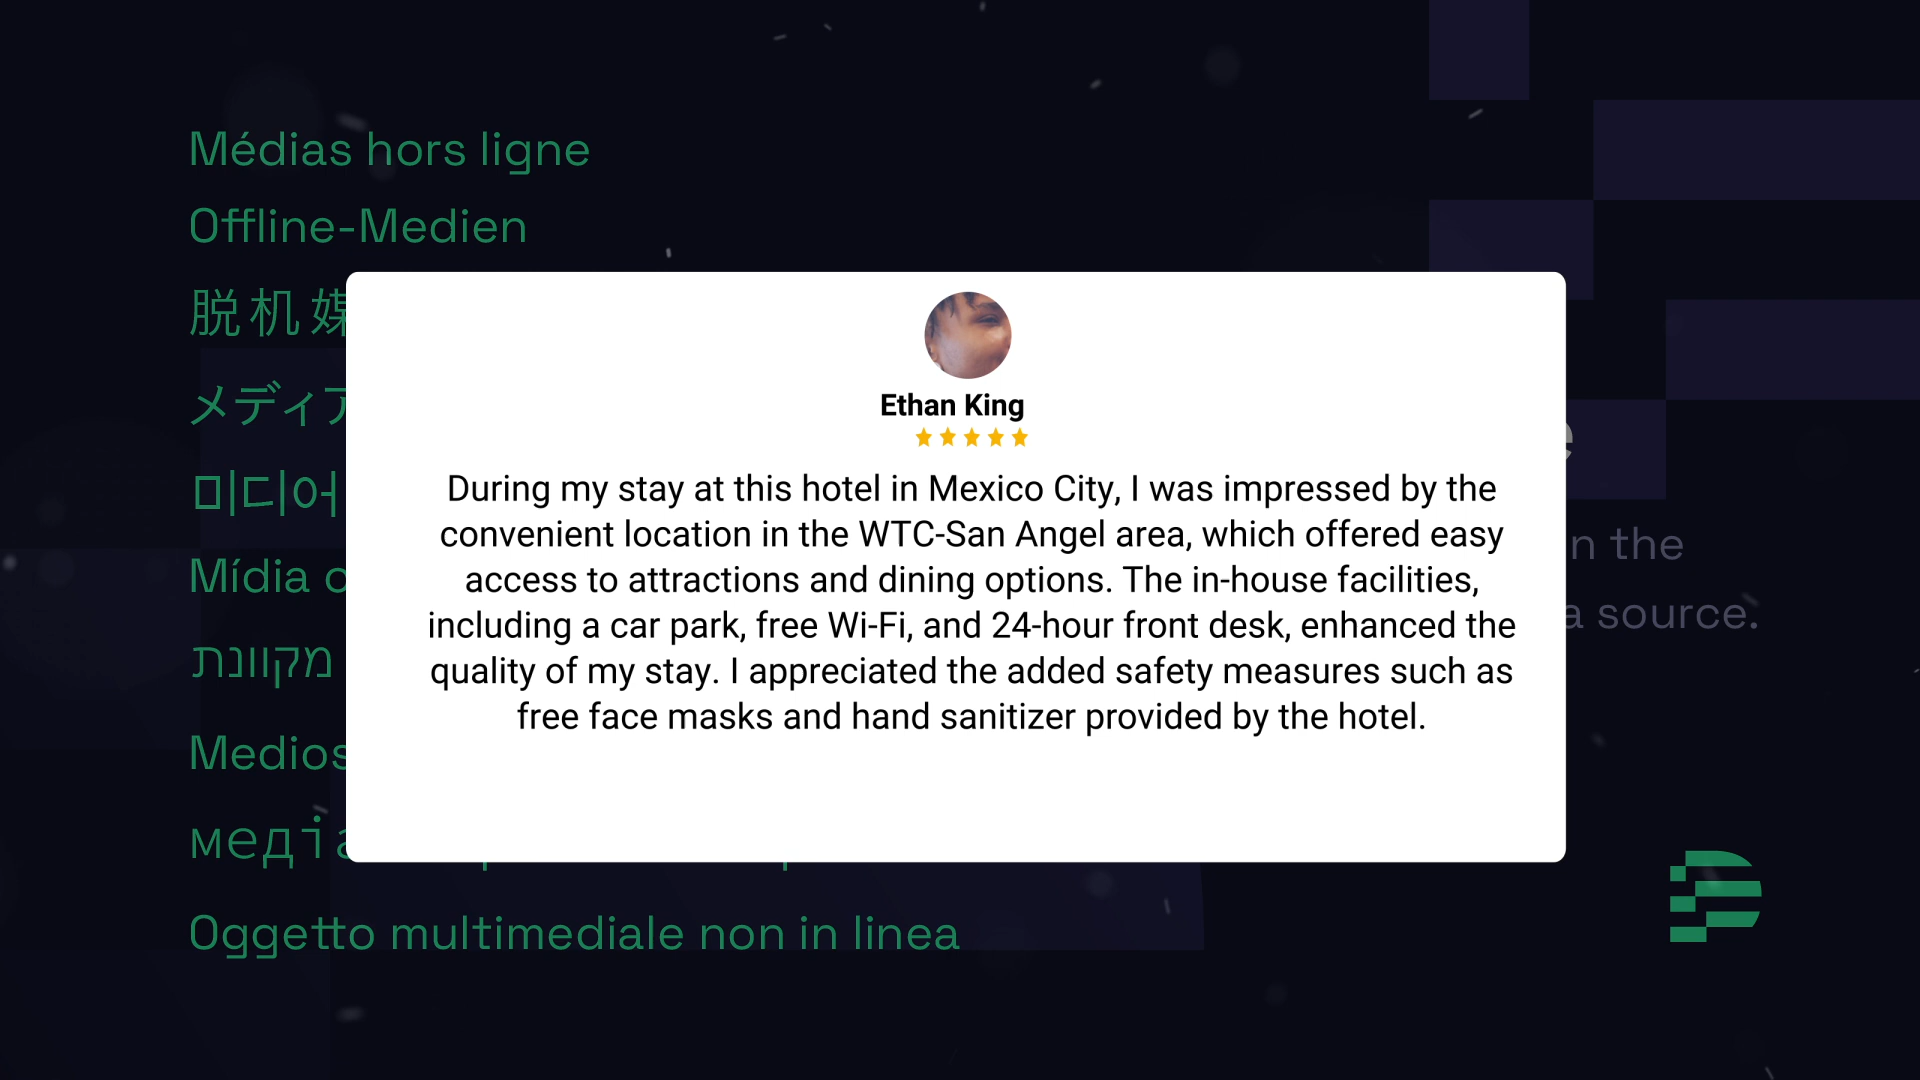 Médias hors ligne
Offline-Medien
脱机
メディア
미디어
Mídia
מקוונת
Medios
Oggetto multimediale non in linea
Ethan King
During my stay at this hotel in Mexico City, I was impressed by the
convenient location in the WTC-San Angel area, which offered easy
access to attractions and dining options. The in-house facilities,
including a car park, free Wi-Fi, and 24-hour front desk, enhanced the
quality of my stay. I appreciated the added safety measures such as
free face masks and hand sanitizer provided by the hotel.
the
source.